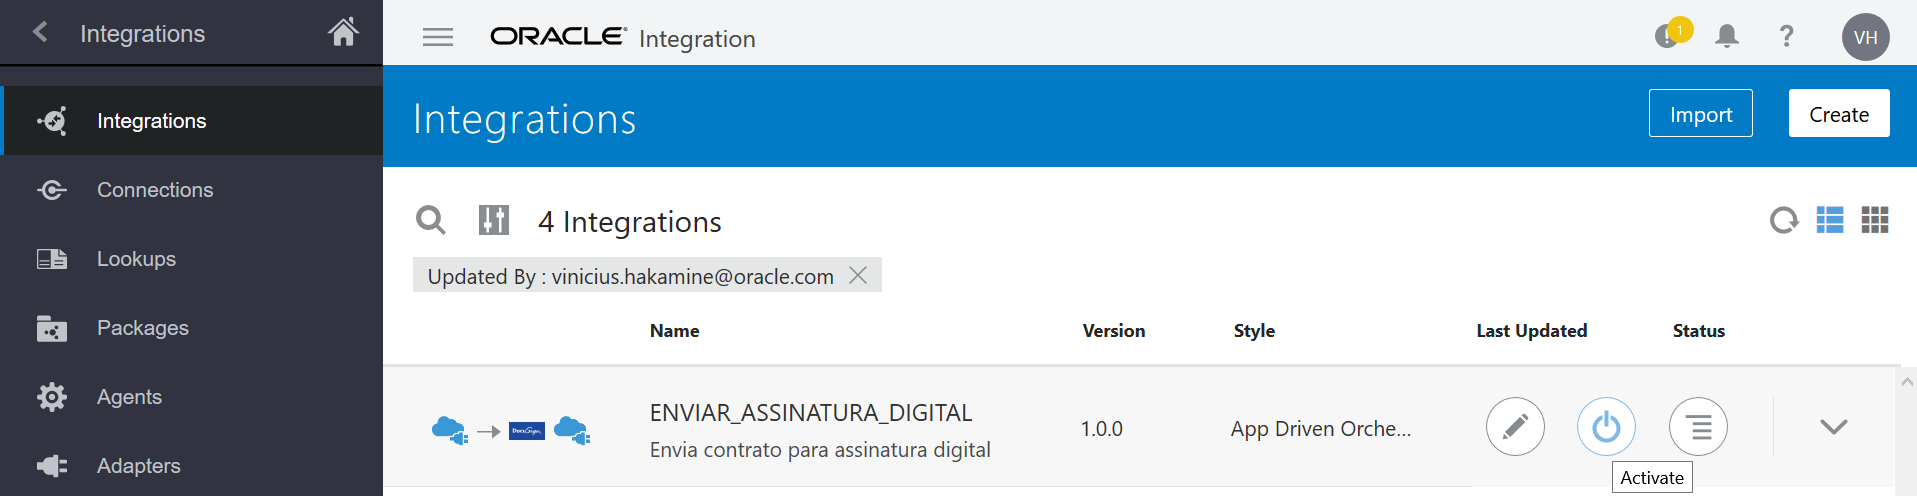 Integrations
ORACLE Integration
1
?
VH
Integrations
Integrations
Import
Create
Connections
4 Integrations
Lookups
Updated By : vinicius.hakamine@oracle.com
Packages
Name Version Style Last Updated Status
Agents
ENVIAR_ASSINATURA_DIGITAL
DocuSign
1.0.0
App Driven Orche...
Envia contrato para assinatura digital
Adapters
Activate